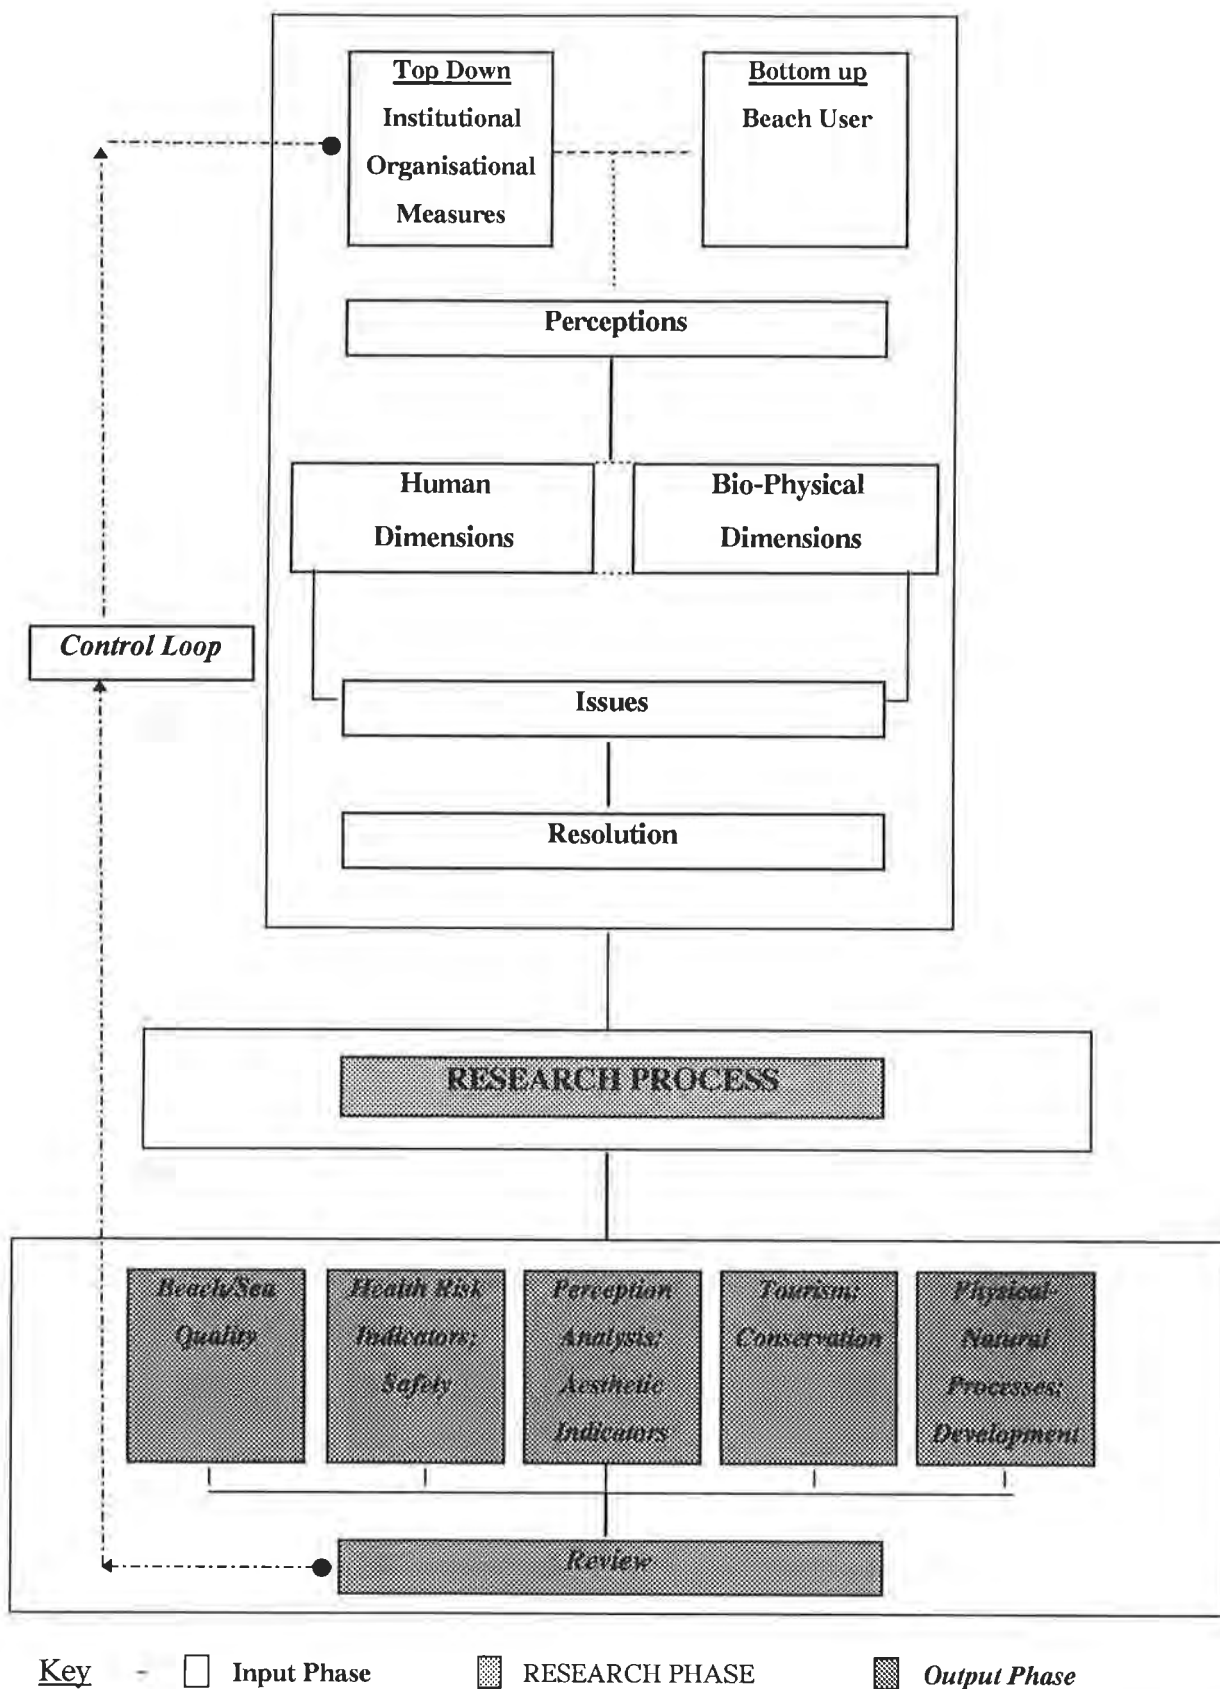 Top Down
Institutional
Organisational
Measures
Bottom up
Beach User
Perceptions
Human
Dimensions
Bio-Physical
Dimensions
Control Loop
Issues
Resolution
RESEARCH PROCESS
Beach/Sea
Quality
Health Risk
Indicators;
Safety
Perception
Analysis;
Aesthetic
Indicators
Tourism;
Conservation
Physical-
Natural
Processes;
Development
Review
Key - Input Phase RESEARCH PHASE Output Phase